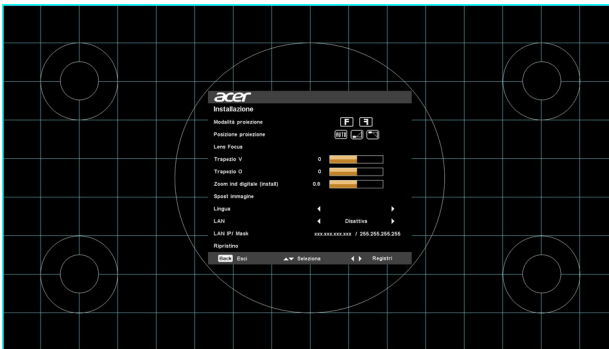 acer
Installazione
Modalità proiezione F F
Posizione proiezione AUTO
Lens Focus
Trapezio V 0
Trapezio O 0
Zoom ind digitale (install) 0.8
Spost immagine
Lingua
LAN Disattiva
LAN IP/ Mask xxx.xxx.xxx.xxx / 255.255.255.255
Ripristino
Back Esci Seleziona Registri